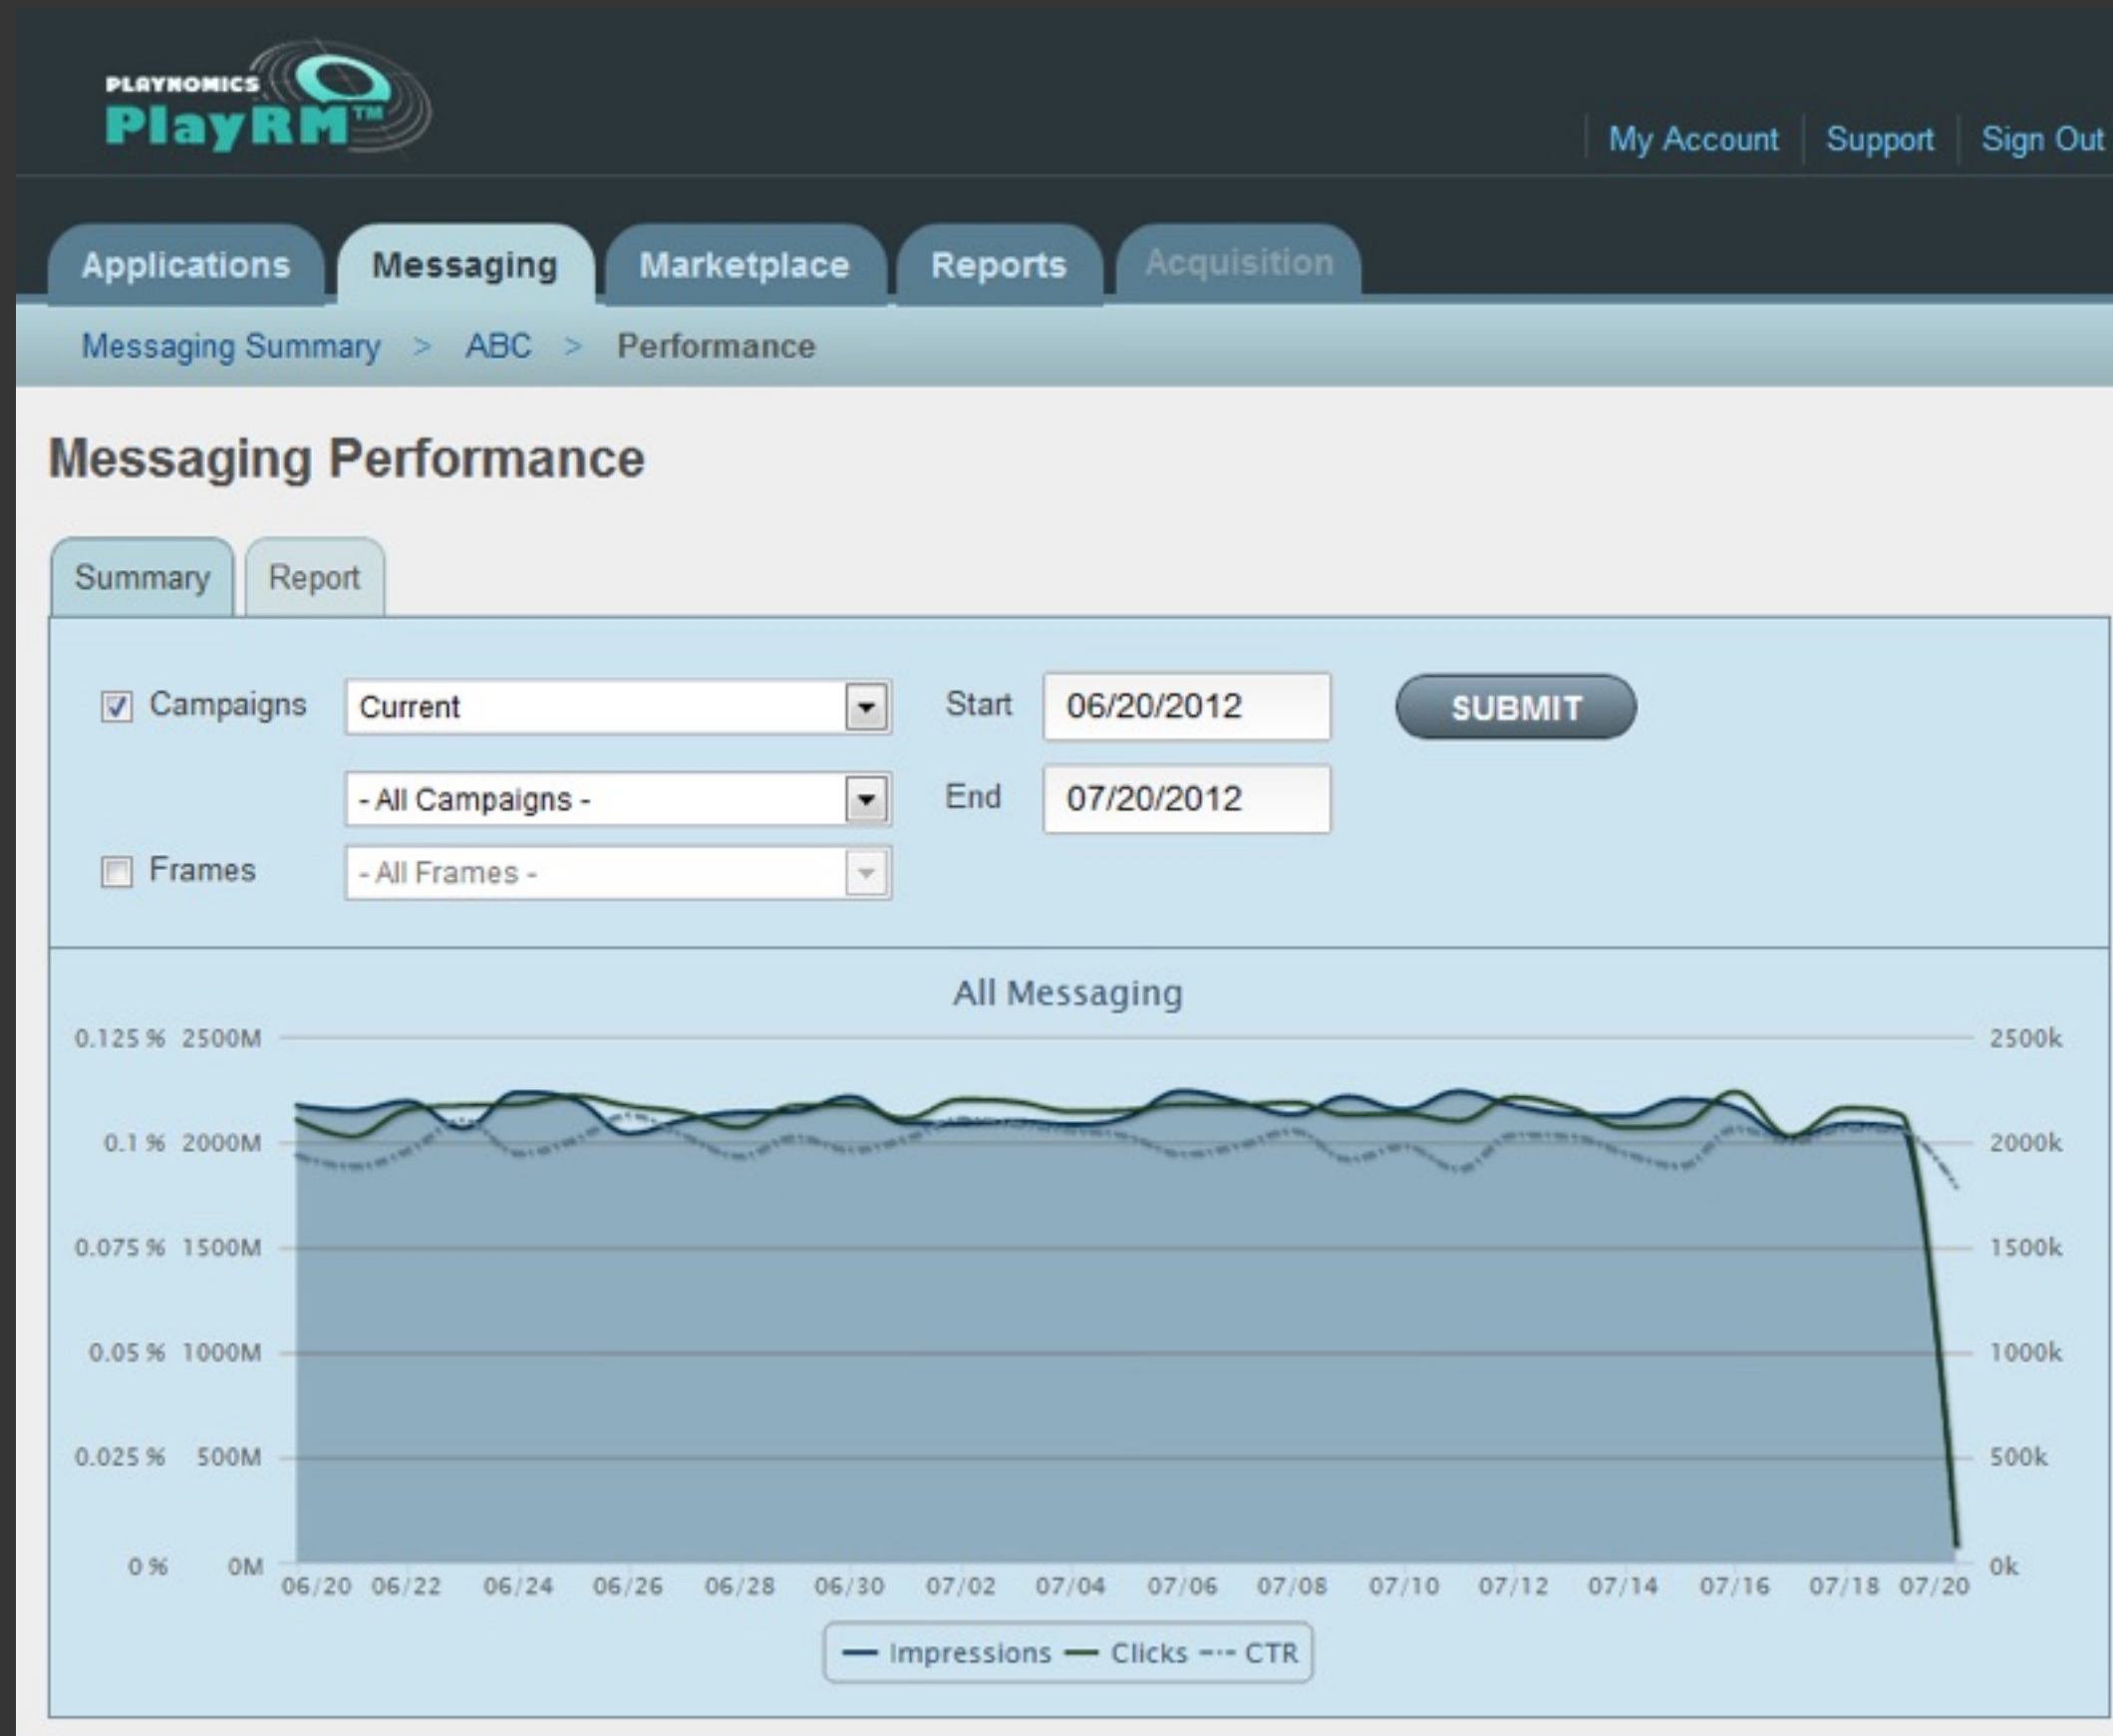 PLAYNOMICS
PlayRM™
My Account Support Sign Out
Applications Messaging Marketplace Reports Acquisition
Messaging Summary > ABC > Performance
Messaging Performance
Summary Report
Campaigns Current Start 06/20/2012 SUBMIT
- All Campaigns - End 07/20/2012
Frames - All Frames -
All Messaging
0.125 % 2500M 2500k
0.1 % 2000M 2000k
0.075 % 1500M 1500k
0.05 % 1000M 1000k
0.025 % 500M 500k
0 % 0M 0k
06/20 06/22 06/24 06/26 06/28 06/30 07/02 07/04 07/06 07/08 07/10 07/12 07/14 07/16 07/18 07/20
Impressions Clicks CTR